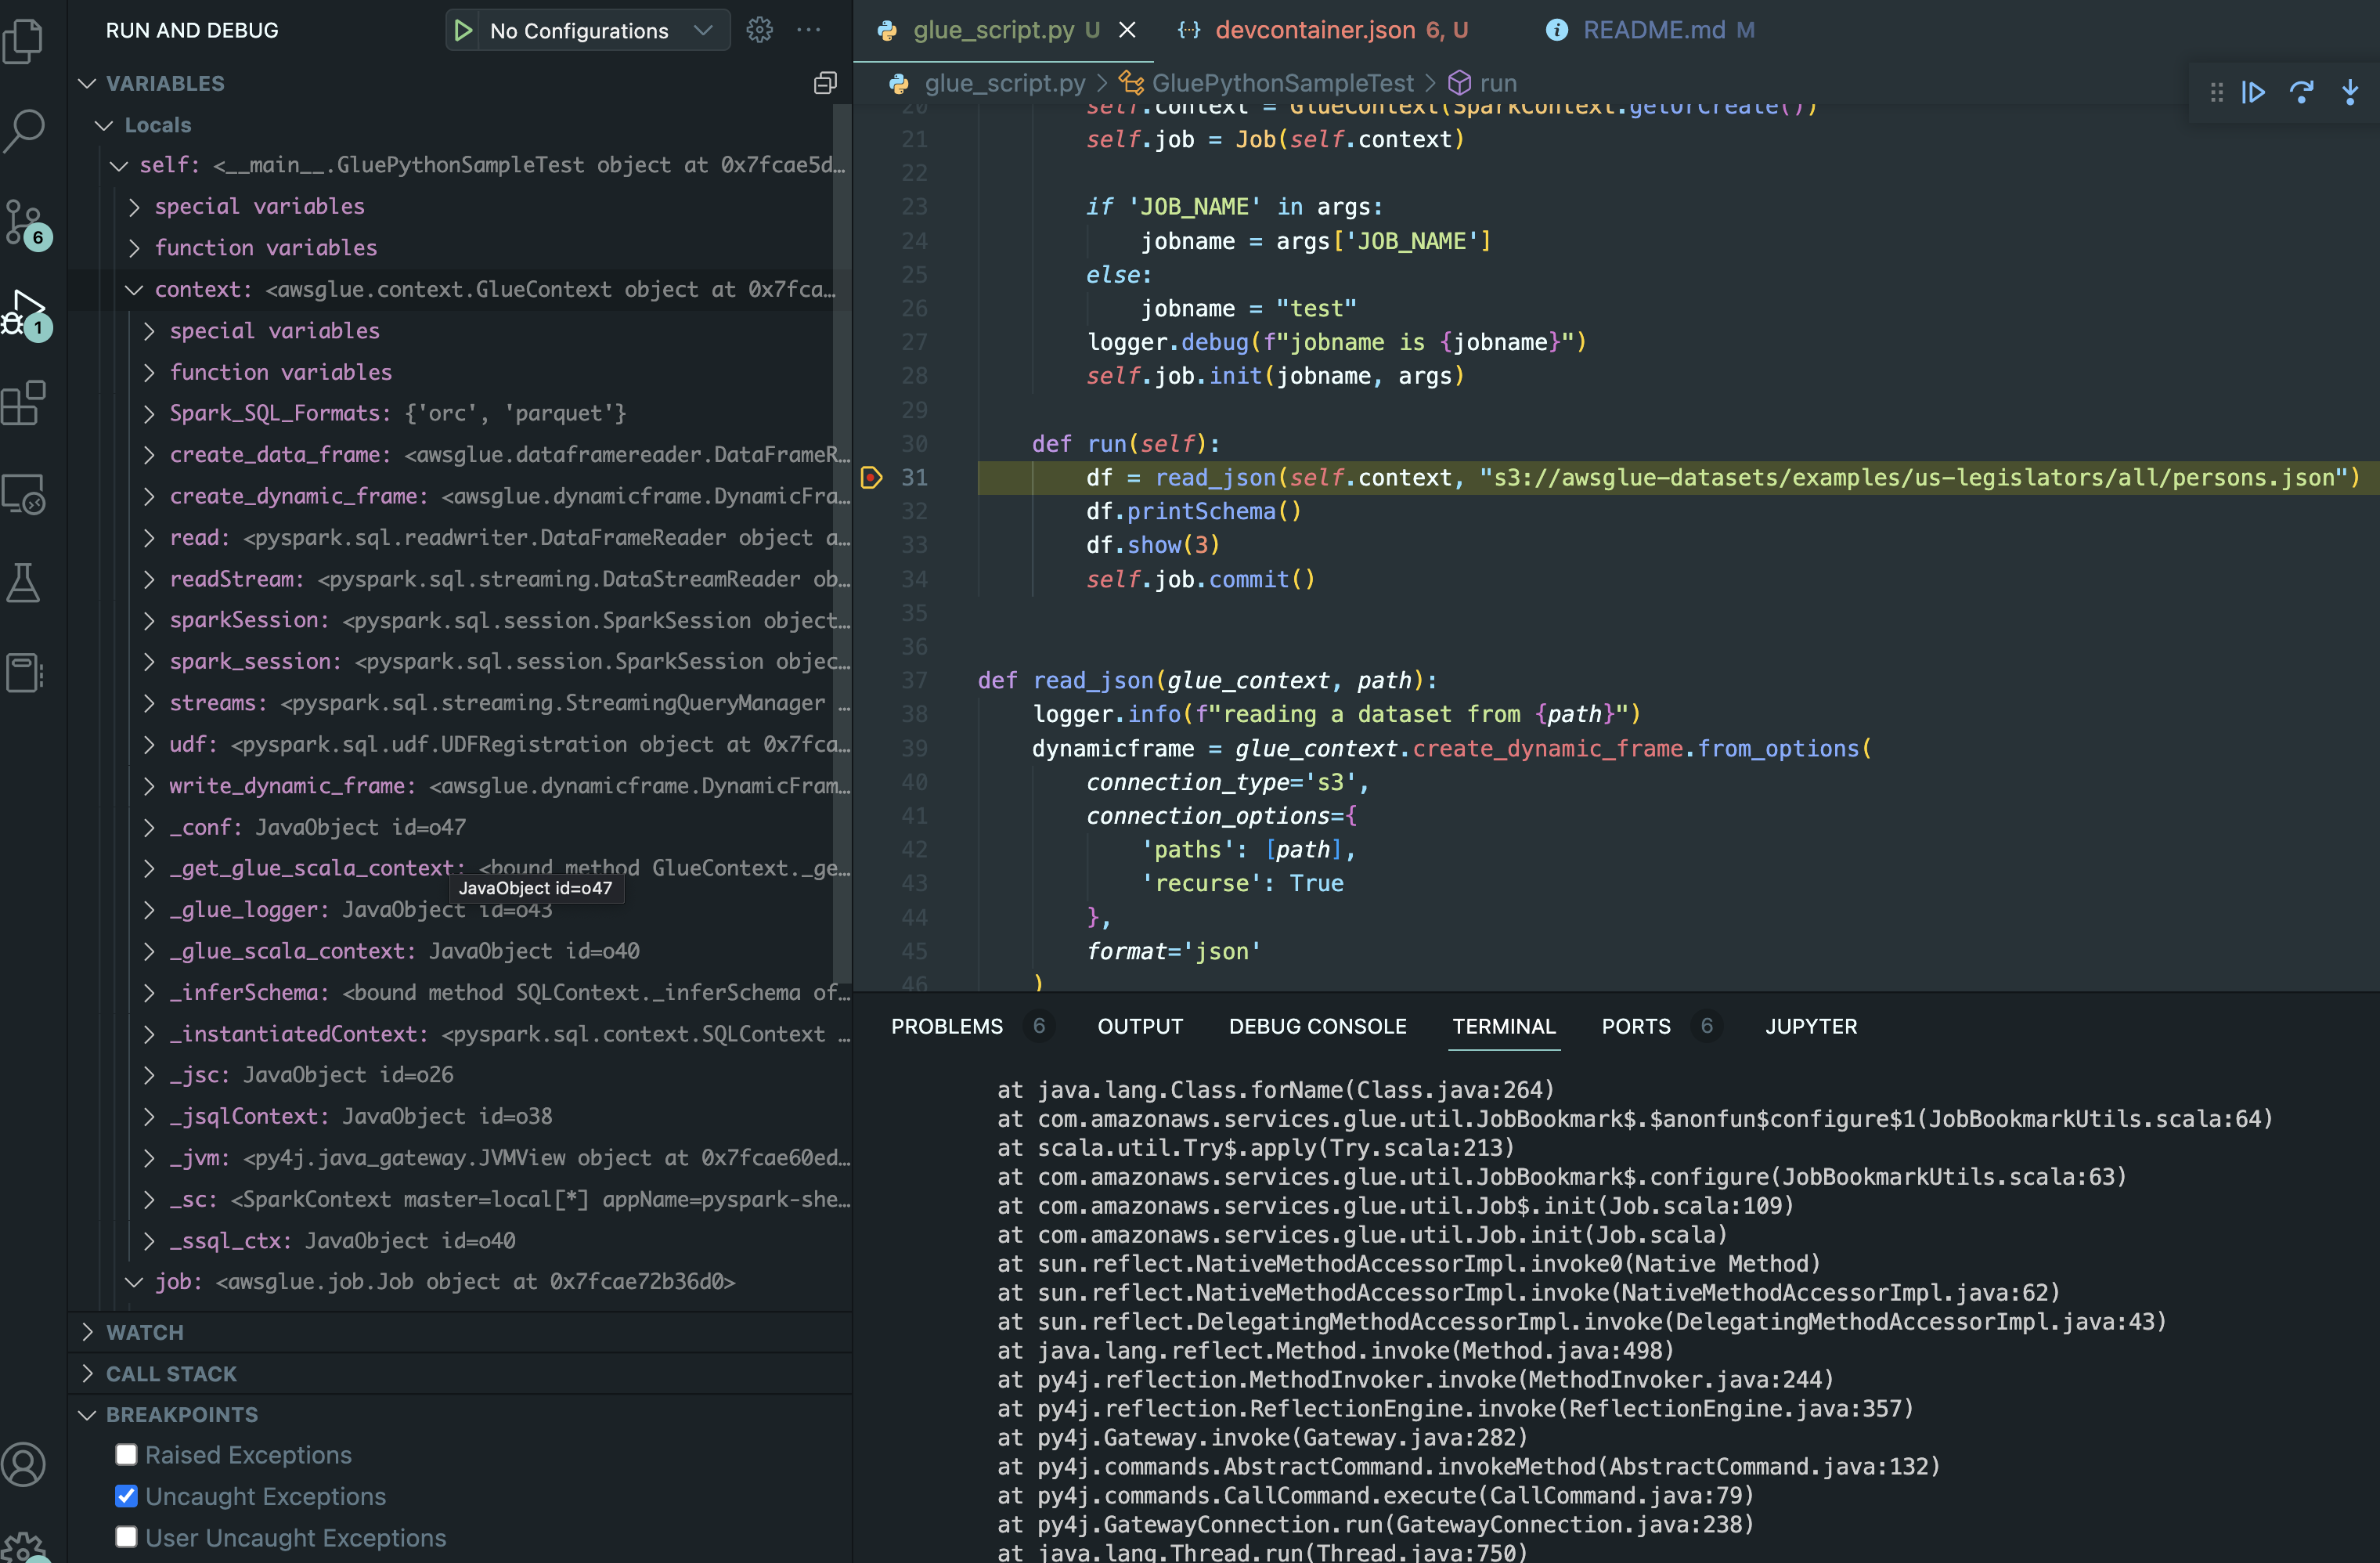 RUN AND DEBUG
No Configurations
VARIABLES
Locals
self: <__main__.GluePythonSampleTest object at 0x7fcae5d…
special variables
function variables
context: <awsglue.context.GlueContext object at 0x7fca…
special variables
function variables
Spark_SQL_Formats: {'orc', 'parquet'}
create_data_frame: <awsglue.dataframereader.DataFrameR…
create_dynamic_frame: <awsglue.dynamicframe.DynamicFra…
read: <pyspark.sql.readwriter.DataFrameReader object a…
readStream: <pyspark.sql.streaming.DataStreamReader ob…
sparkSession: <pyspark.sql.session.SparkSession object…
spark_session: <pyspark.sql.session.SparkSession objec…
streams: <pyspark.sql.streaming.StreamingQueryManager …
udf: <pyspark.sql.udf.UDFRegistration object at 0x7fca…
write_dynamic_frame: <awsglue.dynamicframe.DynamicFram…
_conf: JavaObject id=o47
_get_glue_scala_context: <bound method GlueContext._ge…
JavaObject id=o47
_glue_logger: JavaObject id=o43
_glue_scala_context: JavaObject id=o40
_inferSchema: <bound method SQLContext._inferSchema of…
_instantiatedContext: <pyspark.sql.context.SQLContext …
_jsc: JavaObject id=o26
_jsqlContext: JavaObject id=o38
_jvm: <py4j.java_gateway.JVMView object at 0x7fcae60ed…
_sc: <SparkContext master=local[*] appName=pyspark-she…
_ssql_ctx: JavaObject id=o40
job: <awsglue.job.Job object at 0x7fcae72b36d0>
WATCH
CALL STACK
BREAKPOINTS
Raised Exceptions
Uncaught Exceptions
User Uncaught Exceptions
6
1
glue_script.py U
devcontainer.json 6, U
README.md M
glue_script.py > GluePythonSampleTest > run
20 self.context = GlueContext(SparkContext.getOrCreate())
21 self.job = Job(self.context)
22
23 if 'JOB_NAME' in args:
24 jobname = args['JOB_NAME']
25 else:
26 jobname = "test"
27 logger.debug(f"jobname is {jobname}")
28 self.job.init(jobname, args)
29
30 def run(self):
31 df = read_json(self.context, "s3://awsglue-datasets/examples/us-legislators/all/persons.json")
32 df.printSchema()
33 df.show(3)
34 self.job.commit()
35
36
37 def read_json(glue_context, path):
38 logger.info(f"reading a dataset from {path}")
39 dynamicframe = glue_context.create_dynamic_frame.from_options(
40 connection_type='s3',
41 connection_options={
42 'paths': [path],
43 'recurse': True
44 },
45 format='json'
46 )
PROBLEMS 6 OUTPUT DEBUG CONSOLE TERMINAL PORTS 6 JUPYTER
at java.lang.Class.forName(Class.java:264)
at com.amazonaws.services.glue.util.JobBookmark$.$anonfun$configure$1(JobBookmarkUtils.scala:64)
at scala.util.Try$.apply(Try.scala:213)
at com.amazonaws.services.glue.util.JobBookmark$.configure(JobBookmarkUtils.scala:63)
at com.amazonaws.services.glue.util.Job$.init(Job.scala:109)
at com.amazonaws.services.glue.util.Job.init(Job.scala)
at sun.reflect.NativeMethodAccessorImpl.invoke0(Native Method)
at sun.reflect.NativeMethodAccessorImpl.invoke(NativeMethodAccessorImpl.java:62)
at sun.reflect.DelegatingMethodAccessorImpl.invoke(DelegatingMethodAccessorImpl.java:43)
at java.lang.reflect.Method.invoke(Method.java:498)
at py4j.reflection.MethodInvoker.invoke(MethodInvoker.java:244)
at py4j.reflection.ReflectionEngine.invoke(ReflectionEngine.java:357)
at py4j.Gateway.invoke(Gateway.java:282)
at py4j.commands.AbstractCommand.invokeMethod(AbstractCommand.java:132)
at py4j.commands.CallCommand.execute(CallCommand.java:79)
at py4j.GatewayConnection.run(GatewayConnection.java:238)
at java.lang.Thread.run(Thread.java:750)